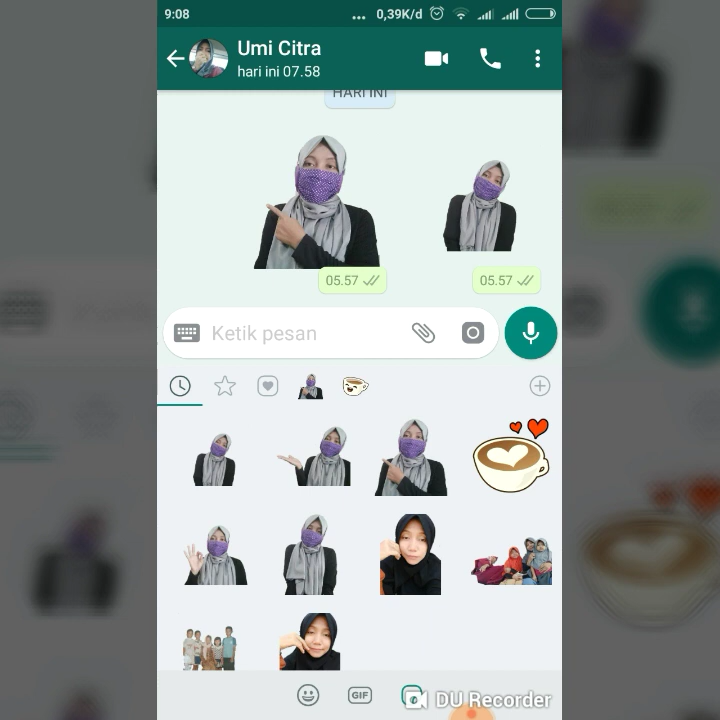 9:08
... 0,39K/d
Umi Citra
hari ini 07.58
HARI INI
05.57
05.57
Ketik pesan
GIF
DU Recorder